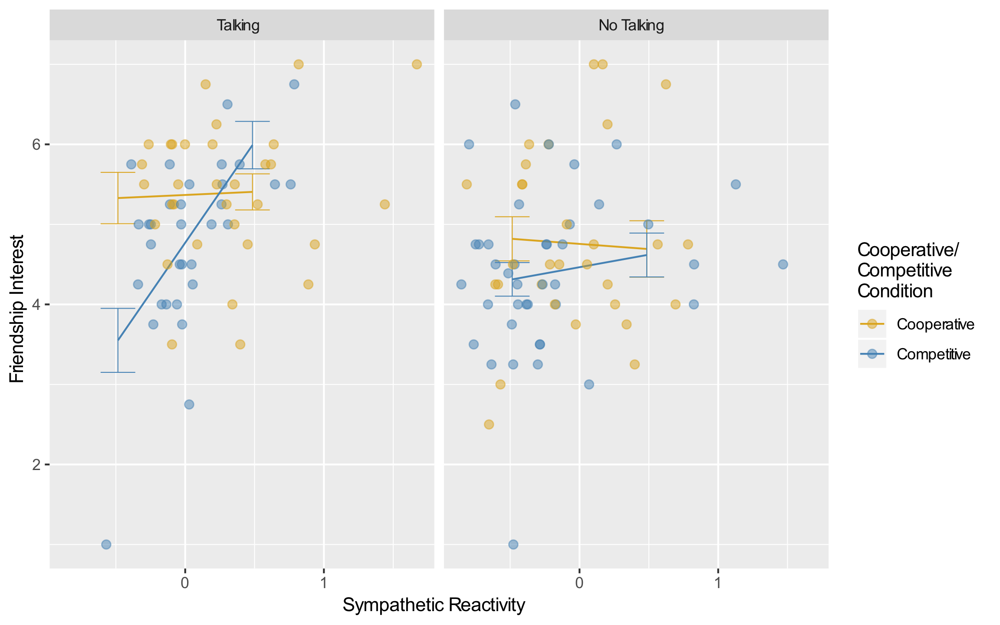 Talking
No Talking
6
4
2
Friendship Interest
0
1
0
1
Sympathetic Reactivity
Cooperative/
Competitive
Condition
Cooperative
Competitive